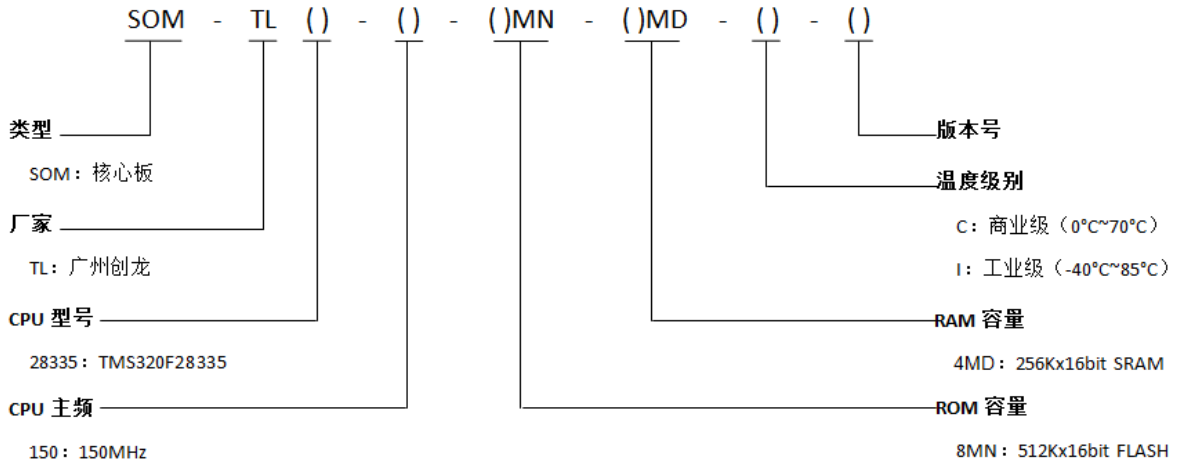 SOM - TL () - () - ()MN - ()MD - () - ()
类型
SOM：核心板
厂家
TL：广州创龙
CPU 型号
28335：TMS320F28335
CPU 主频
150：150MHz
版本号
温度级别
C：商业级（0°C~70°C）
I：工业级（-40°C~85°C）
RAM 容量
4MD：256Kx16bit SRAM
ROM 容量
8MN：512Kx16bit FLASH